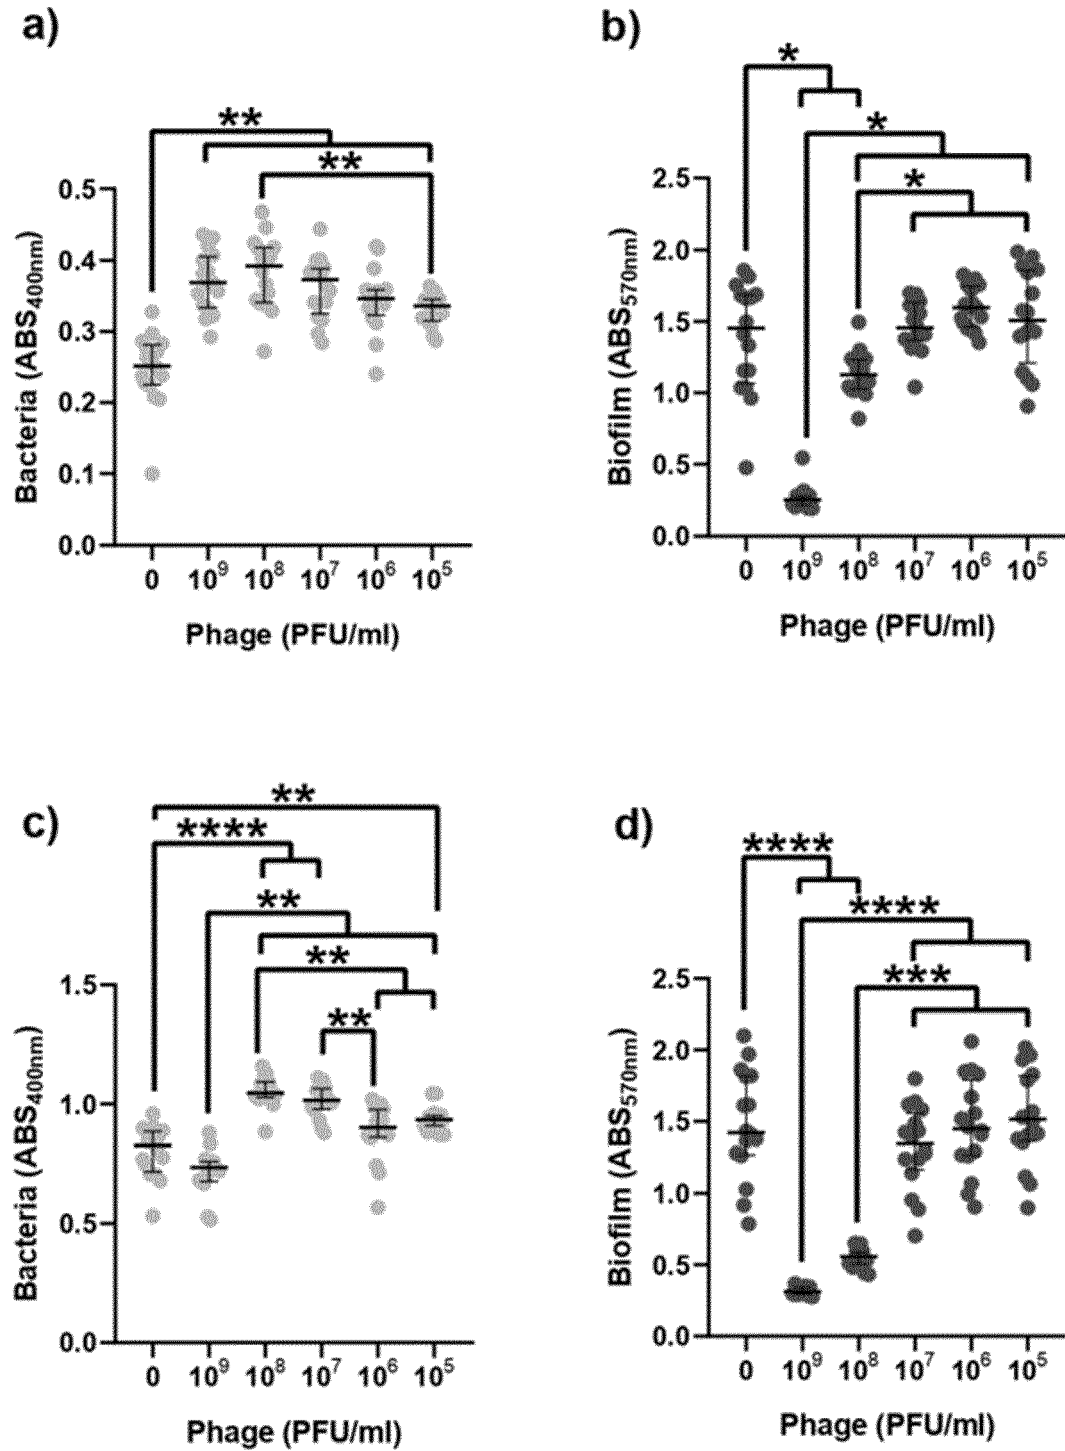 a)
**
**
0.5
0.4
0.3
0.2
0.1
0.0
Bacteria (ABS400nm)
0 10⁹ 10⁸ 10⁷ 10⁶ 10⁵
Phage (PFU/ml)
b)
*
*
*
2.5
2.0
1.5
1.0
0.5
0.0
Biofilm (ABS570nm)
0 10⁹ 10⁸ 10⁷ 10⁶ 10⁵
Phage (PFU/ml)
c)
**
****
**
**
**
1.5
1.0
0.5
0.0
Bacteria (ABS400nm)
0 10⁹ 10⁸ 10⁷ 10⁶ 10⁵
Phage (PFU/ml)
d)
****
****
***
2.5
2.0
1.5
1.0
0.5
0.0
Biofilm (ABS570nm)
0 10⁹ 10⁸ 10⁷ 10⁶ 10⁵
Phage (PFU/ml)